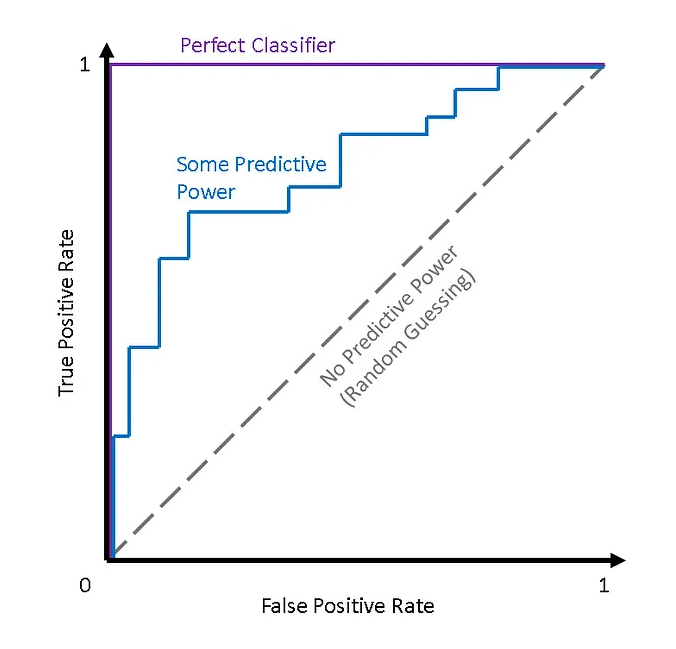 Perfect Classifier
1
Some Predictive
Power
True Positive Rate
No Predictive Power
(Random Guessing)
0
1
False Positive Rate